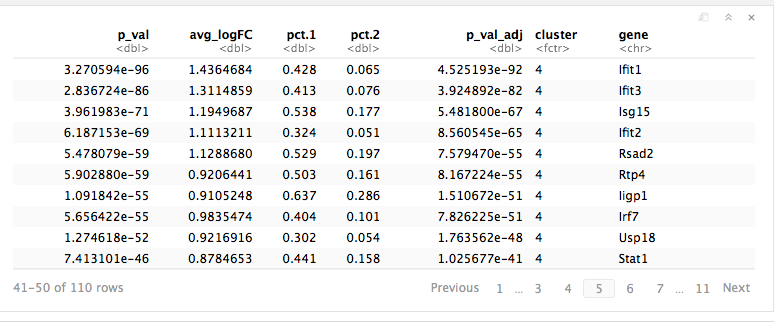 p_val avg_logFC pct.1 pct.2 p_val_adj cluster gene
<dbl> <dbl> <dbl> <dbl> <dbl> <fctr> <chr>
3.270594e-96 1.4364684 0.428 0.065 4.525193e-92 4 Ifit1
2.836724e-86 1.3114859 0.413 0.076 3.924892e-82 4 Ifit3
3.961983e-71 1.1949687 0.538 0.177 5.481800e-67 4 Isg15
6.187153e-69 1.1113211 0.324 0.051 8.560545e-65 4 Ifit2
5.478079e-59 1.1288680 0.529 0.197 7.579470e-55 4 Rsad2
5.902880e-59 0.9206441 0.503 0.161 8.167224e-55 4 Rtp4
1.091842e-55 0.9105248 0.637 0.286 1.510672e-51 4 Iigp1
5.656422e-55 0.9835474 0.404 0.101 7.826225e-51 4 Irf7
1.274618e-52 0.9216916 0.302 0.054 1.763562e-48 4 Usp18
7.413101e-46 0.8784653 0.441 0.158 1.025677e-41 4 Stat1
41-50 of 110 rows Previous 1 ... 3 4 5 6 7 ... 11 Next